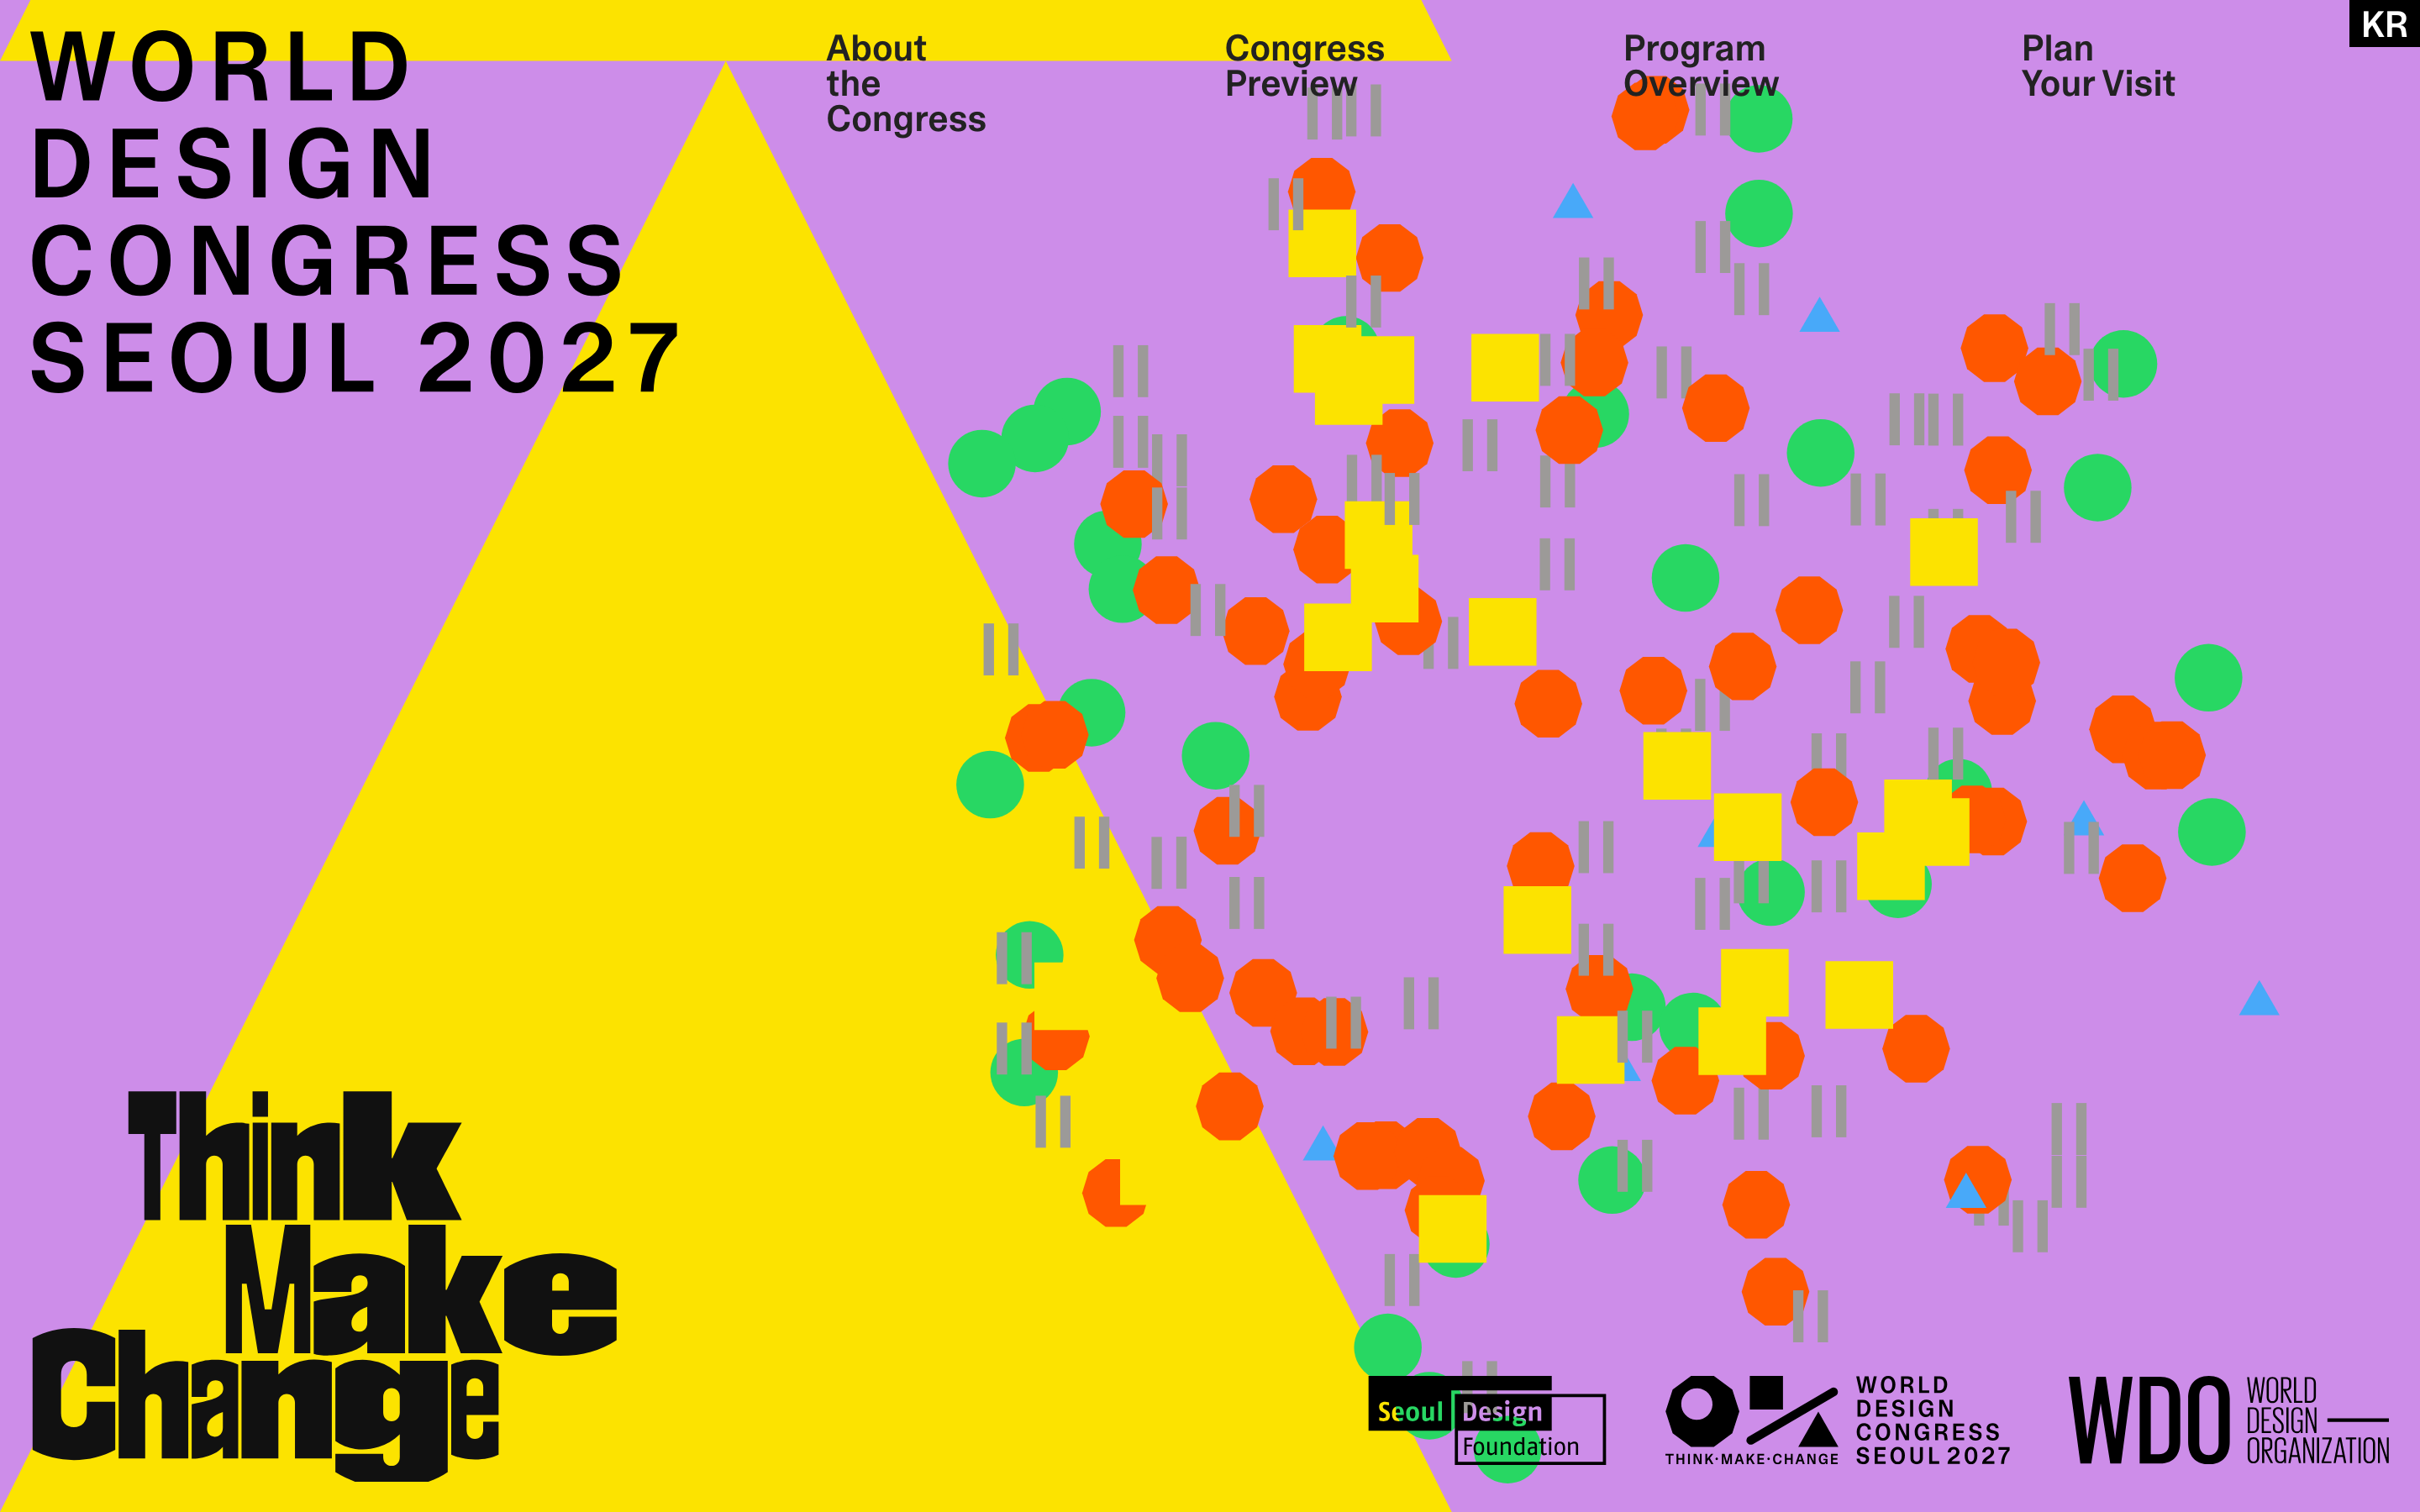 WORLD
DESIGN
CONGRESS
SEOUL 2027
About
the
Congress
Congress
Preview
Program
Overview
Plan
Your Visit
KR
Think
Make
Change
Seoul Design
Foundation
THINK·MAKE·CHANGE
WORLD
DESIGN
CONGRESS
SEOUL 2027
WDO
WORLD
DESIGN
ORGANIZATION